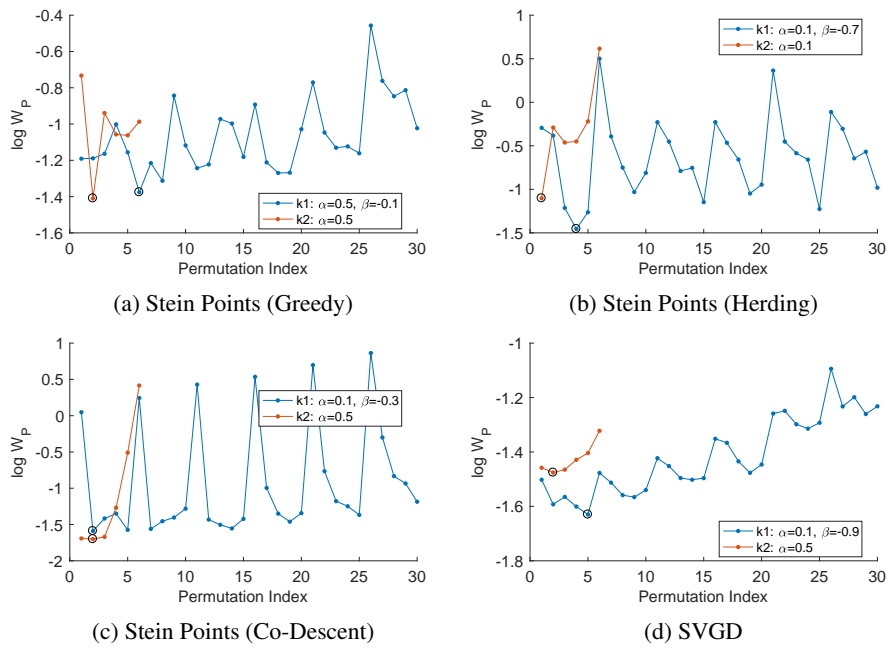 -0.4
-0.6
-0.8
-1
-1.2
-1.4
-1.6
log W_P
0 5 10 15 20 25 30
Permutation Index
k1: α=0.5, β=-0.1
k2: α=0.5
(a) Stein Points (Greedy)
1
0.5
0
-0.5
-1
-1.5
log W_P
0 5 10 15 20 25 30
Permutation Index
k1: α=0.1, β=-0.7
k2: α=0.1
(b) Stein Points (Herding)
1
0.5
0
-0.5
-1
-1.5
-2
log W_P
0 5 10 15 20 25 30
Permutation Index
k1: α=0.1, β=-0.3
k2: α=0.5
(c) Stein Points (Co-Descent)
-1
-1.2
-1.4
-1.6
-1.8
log W_P
0 5 10 15 20 25 30
Permutation Index
k1: α=0.1, β=-0.9
k2: α=0.5
(d) SVGD